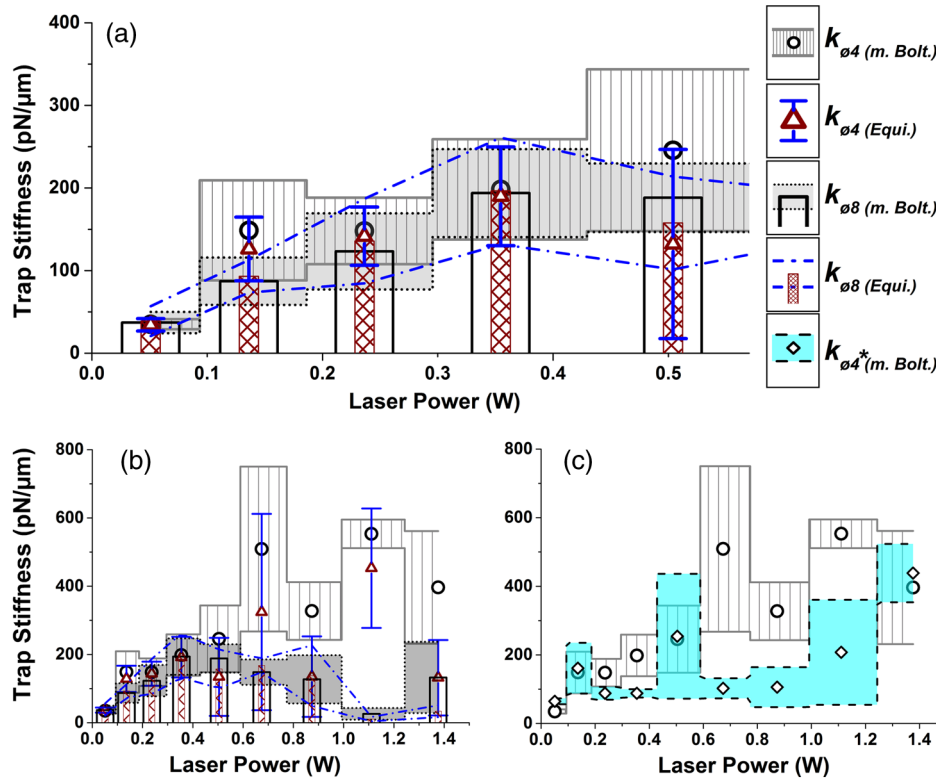 (a)
Trap Stiffness (pN/μm)
400
300
200
100
0
0.0 0.1 0.2 0.3 0.4 0.5
Laser Power (W)
kø4 (m. Bolt.)
kø4 (Equi.)
kø8 (m. Bolt.)
kø8 (Equi.)
kø4*(m. Bolt.)
(b)
Trap Stiffness (pN/μm)
800
600
400
200
0
0.0 0.2 0.4 0.6 0.8 1.0 1.2 1.4
Laser Power (W)
(c)
800
600
400
200
0
0.0 0.2 0.4 0.6 0.8 1.0 1.2 1.4
Laser Power (W)